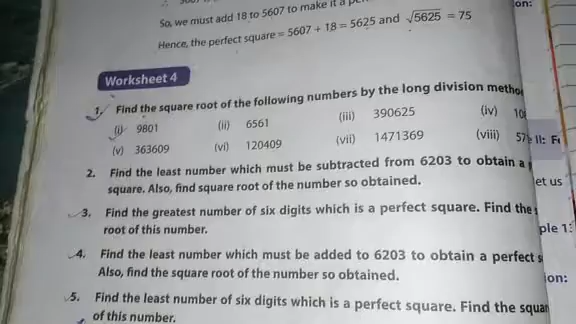 So, we must add 18 to 5607 to make it a
Hence, the perfect square = 5607 + 18 = 5625 and √5625 = 75
Worksheet 4
1. Find the square root of the following numbers by the long division
(i) 9801 (ii) 6561 (iii) 390625 (iv)
(v) 363609 (vi) 120409 (vii) 1471369 (viii)
2. Find the least number which must be subtracted from 6203 to obtain a
square. Also, find square root of the number so obtained.
3. Find the greatest number of six digits which is a perfect square. Find the
root of this number.
4. Find the least number which must be added to 6203 to obtain a perfect
Also, find the square root of the number so obtained.
5. Find the least number of six digits which is a perfect square. Find the
of this number.
on:
II:
et us
ple
ion: